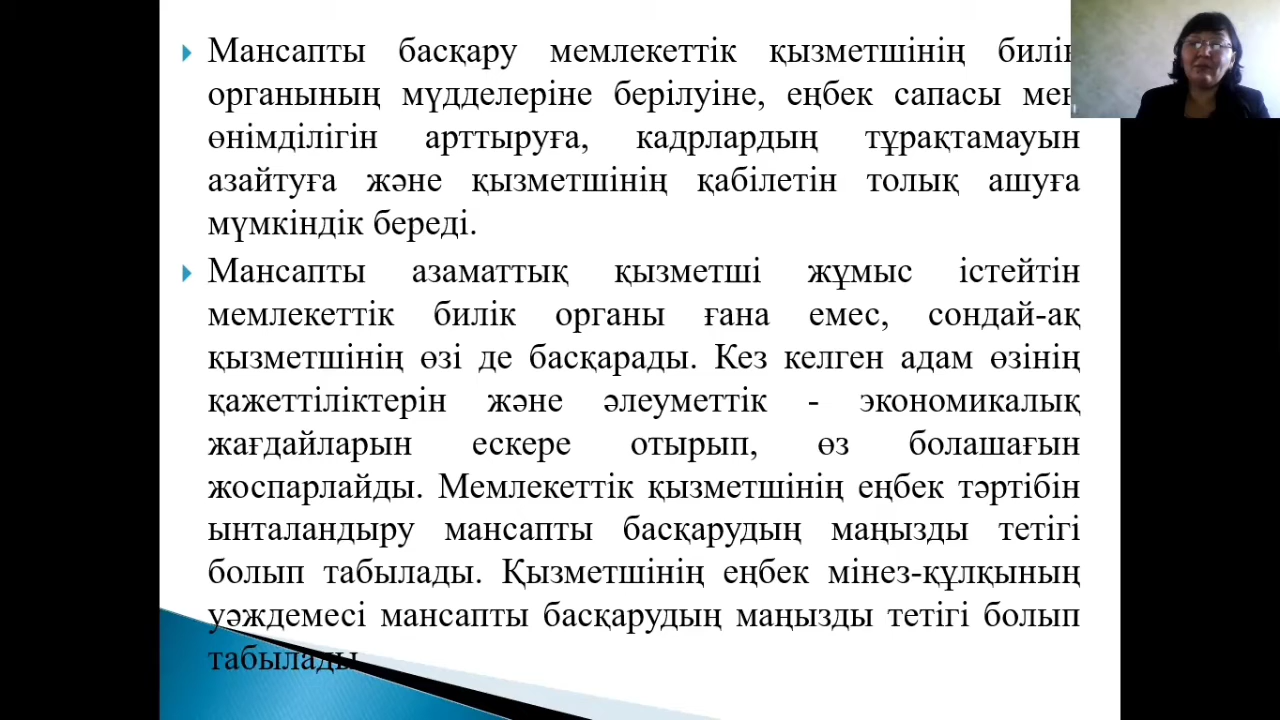 Мансапты басқару мемлекеттік қызметшінің билік
органының мүдделеріне берілуіне, еңбек сапасы мен
өнімділігін арттыруға, кадрлардың тұрақтамауын
азайтуға және қызметшінің қабілетін толық ашуға
мүмкіндік береді.
Мансапты азаматтық қызметші жұмыс істейтін
мемлекеттік билік органы ғана емес, сондай-ақ
қызметшінің өзі де басқарады. Кез келген адам өзінің
қажеттіліктерін және әлеуметтік - экономикалық
жағдайларын ескере отырып, өз болашағын
жоспарлайды. Мемлекеттік қызметшінің еңбек тәртібін
ынталандыру мансапты басқарудың маңызды тетігі
болып табылады. Қызметшінің еңбек мінез-құлқының
уәждемесі мансапты басқарудың маңызды тетігі болып
табылады.